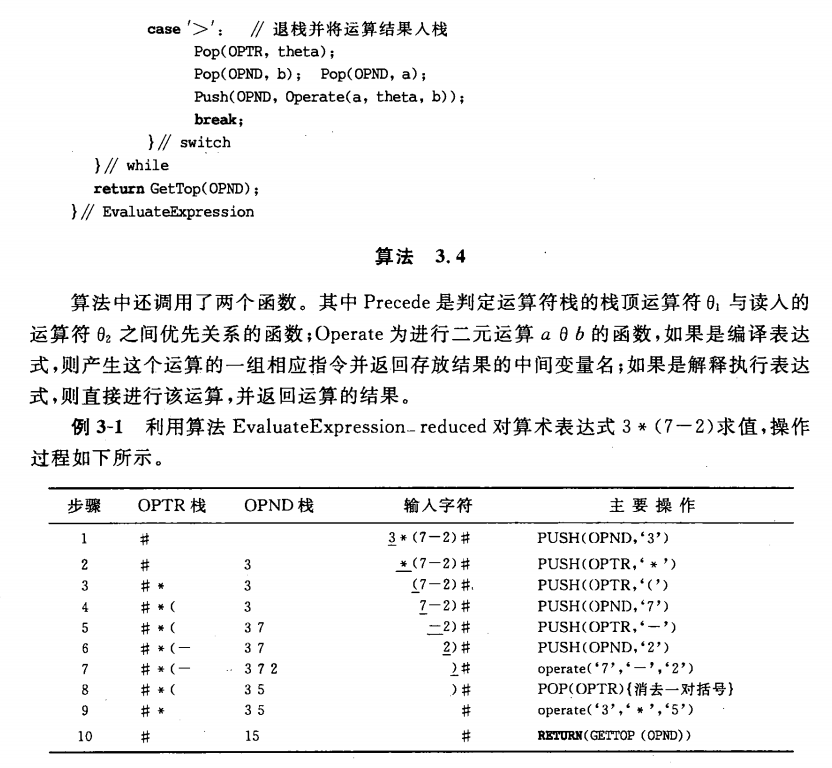 case '>': // 退栈并将运算结果入栈
Pop(OPTR, theta);
Pop(OPND, b); Pop(OPND, a);
Push(OPND, Operate(a, theta, b));
break;
}// switch
}// while
return GetTop(OPND);
}// EvaluateExpression
算法 3.4
算法中还调用了两个函数。其中 Precede 是判定运算符栈的栈顶运算符 θ₁ 与读入的
运算符 θ₂ 之间优先关系的函数;Operate 为进行二元运算 a θ b 的函数,如果是编译表达
式,则产生这个运算的一组相应指令并返回存放结果的中间变量名;如果是解释执行表达
式,则直接进行该运算,并返回运算的结果。
例 3-1 利用算法 EvaluateExpression_reduced 对算术表达式 3 * (7-2)求值,操作
过程如下所示。
步骤 OPTR 栈 OPND 栈 输入字符 主要操作
1 # 3 * (7-2) # PUSH(OPND,'3')
2 # 3 * (7-2) # PUSH(OPTR,'*')
3 # * 3 (7-2) # PUSH(OPTR,'(')
4 # * ( 3 7-2) # PUSH(OPND,'7')
5 # * ( 3 7 -2) # PUSH(OPTR,'-')
6 # * (- 3 7 2) # PUSH(OPND,'2')
7 # * (- 3 7 2 ) # operate('7','-','2')
8 # * ( 3 5 ) # POP(OPTR){消去一对括号}
9 # * 3 5 # operate('3','*','5')
10 # 15 # RETURN(GETTOP (OPND))